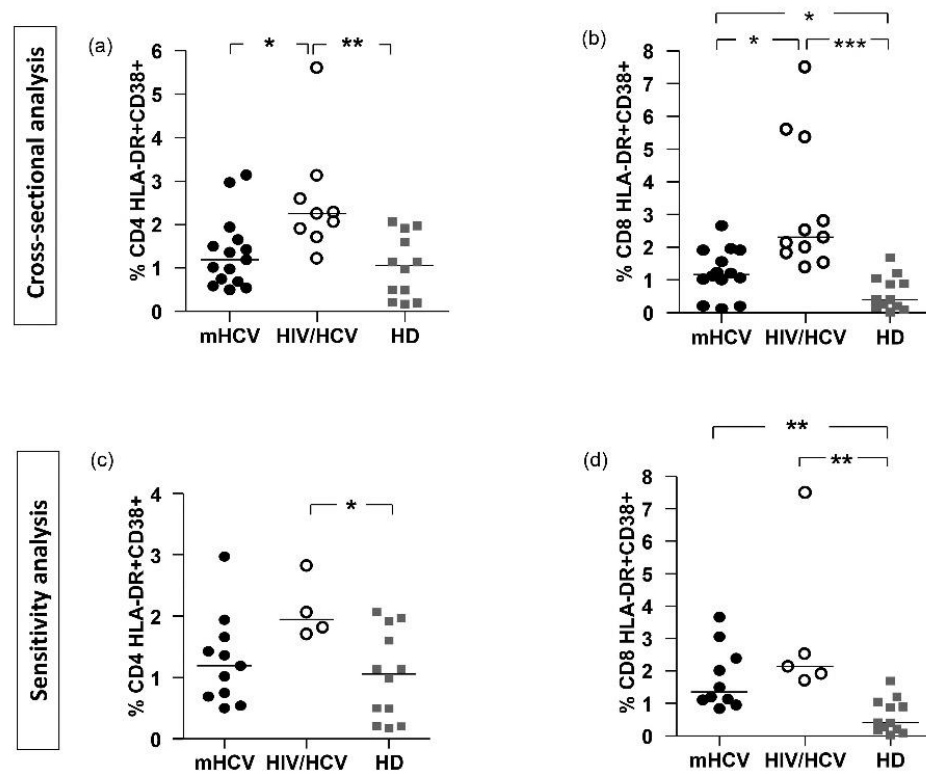 Cross-sectional analysis
(a)
* **
% CD4 HLA-DR+CD38+
6
5
4
3
2
1
0
mHCV HIV/HCV HD
(b)
*
* ***
% CD8 HLA-DR+CD38+
8
7
6
5
4
3
2
1
0
mHCV HIV/HCV HD
Sensitivity analysis
(c)
*
% CD4 HLA-DR+CD38+
4
3
2
1
0
mHCV HIV/HCV HD
(d)
**
**
% CD8 HLA-DR+CD38+
8
7
6
5
4
3
2
1
0
mHCV HIV/HCV HD